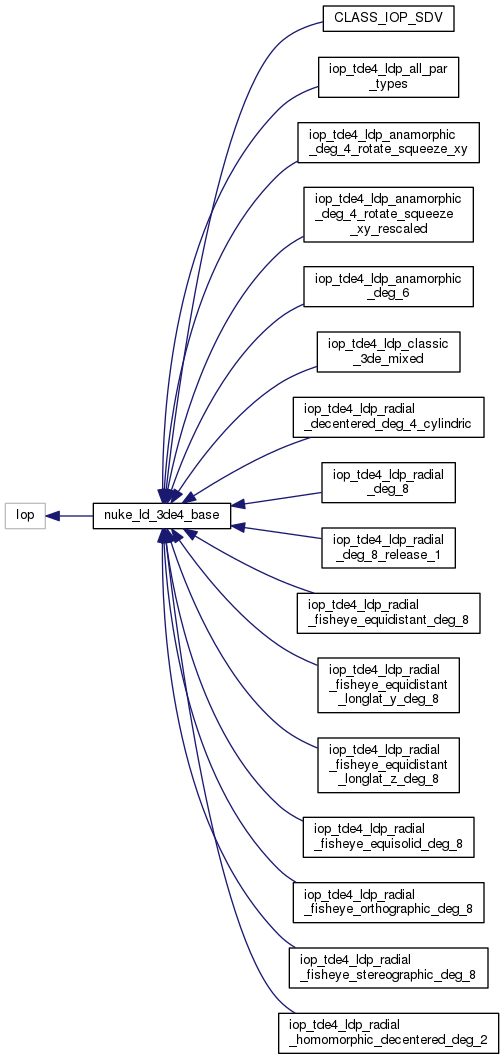 CLASS_IOP_SDV
iop_tde4_ldp_all_par
_types
iop_tde4_ldp_anamorphic
_deg_4_rotate_squeeze_xy
iop_tde4_ldp_anamorphic
_deg_4_rotate_squeeze
_xy_rescaled
iop_tde4_ldp_anamorphic
_deg_6
iop_tde4_ldp_classic
_3de_mixed
iop_tde4_ldp_radial
_decentered_deg_4_cylindric
iop_tde4_ldp_radial
_deg_8
Iop
nuke_ld_3de4_base
iop_tde4_ldp_radial
_deg_8_release_1
iop_tde4_ldp_radial
_fisheye_equidistant_deg_8
iop_tde4_ldp_radial
_fisheye_equidistant
_longlat_y_deg_8
iop_tde4_ldp_radial
_fisheye_equidistant
_longlat_z_deg_8
iop_tde4_ldp_radial
_fisheye_equisolid_deg_8
iop_tde4_ldp_radial
_fisheye_orthographic_deg_8
iop_tde4_ldp_radial
_fisheye_stereographic_deg_8
iop_tde4_ldp_radial
_homomorphic_decentered_deg_2